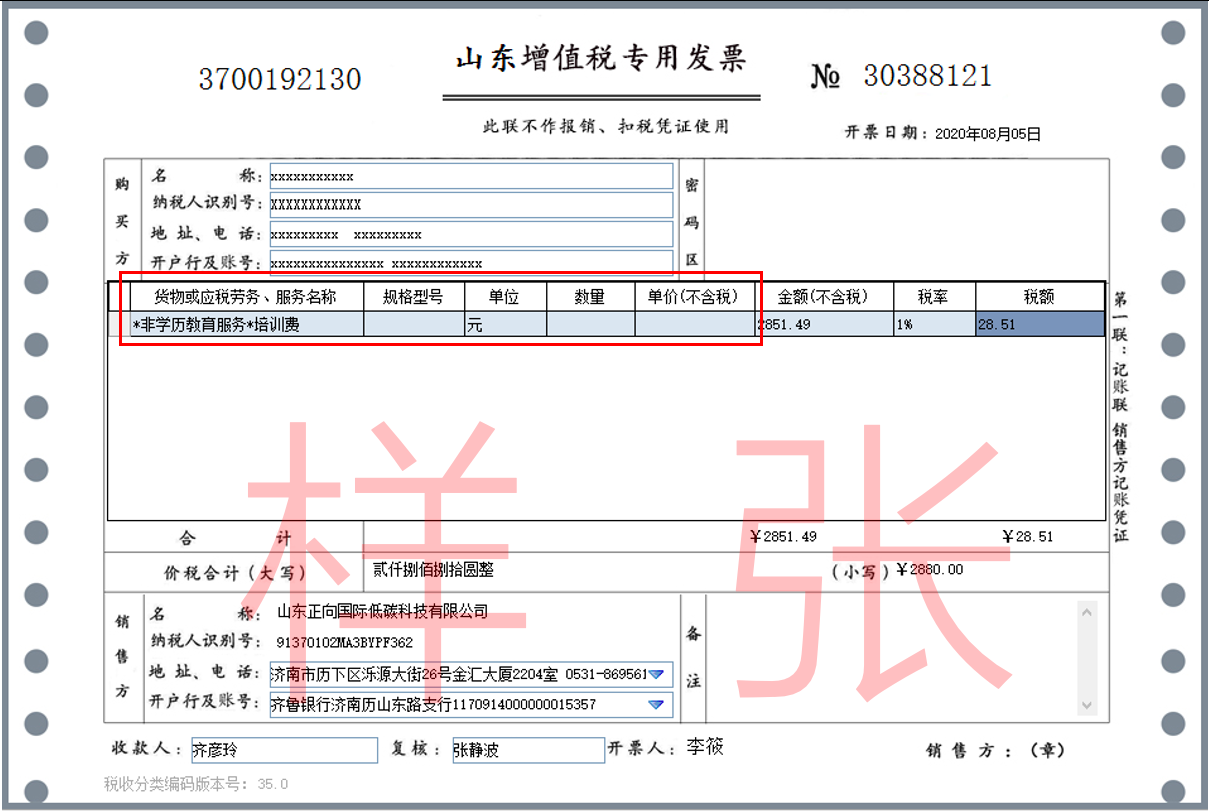 山东增值税专用发票
3700192130
№ 30388121
此联不作报销、扣税凭证使用
开票日期：2020年08月05日
购买方
名称：xxxxxxxxxxx
纳税人识别号：XXXXXXXXXXXX
地址、电话：xxxxxxxxx xxxxxxxxx
开户行及账号：xxxxxxxxxxxxxxx xxxxxxxxxxxx
密码区
货物或应税劳务、服务名称 规格型号 单位 数量 单价(不含税) 金额(不含税) 税率 税额
*非学历教育服务*培训费 元 2851.49 1% 28.51
合计 ￥2851.49 ￥28.51
价税合计(大写) 贰仟捌佰捌拾圆整 (小写) ￥2880.00
销售方
名称：山东正向国际低碳科技有限公司
纳税人识别号：91370102MA3BYPF362
地址、电话：济南市历下区泺源大街26号金汇大厦2204室 0531-869561
开户行及账号：齐鲁银行济南历山东路支行1170914000000015357
备注
第一联：记账联 销售方记账凭证
收款人：齐彦玲 复核：张静波 开票人：李筱 销售方：（章）
税收分类编码版本号：35.0
样张